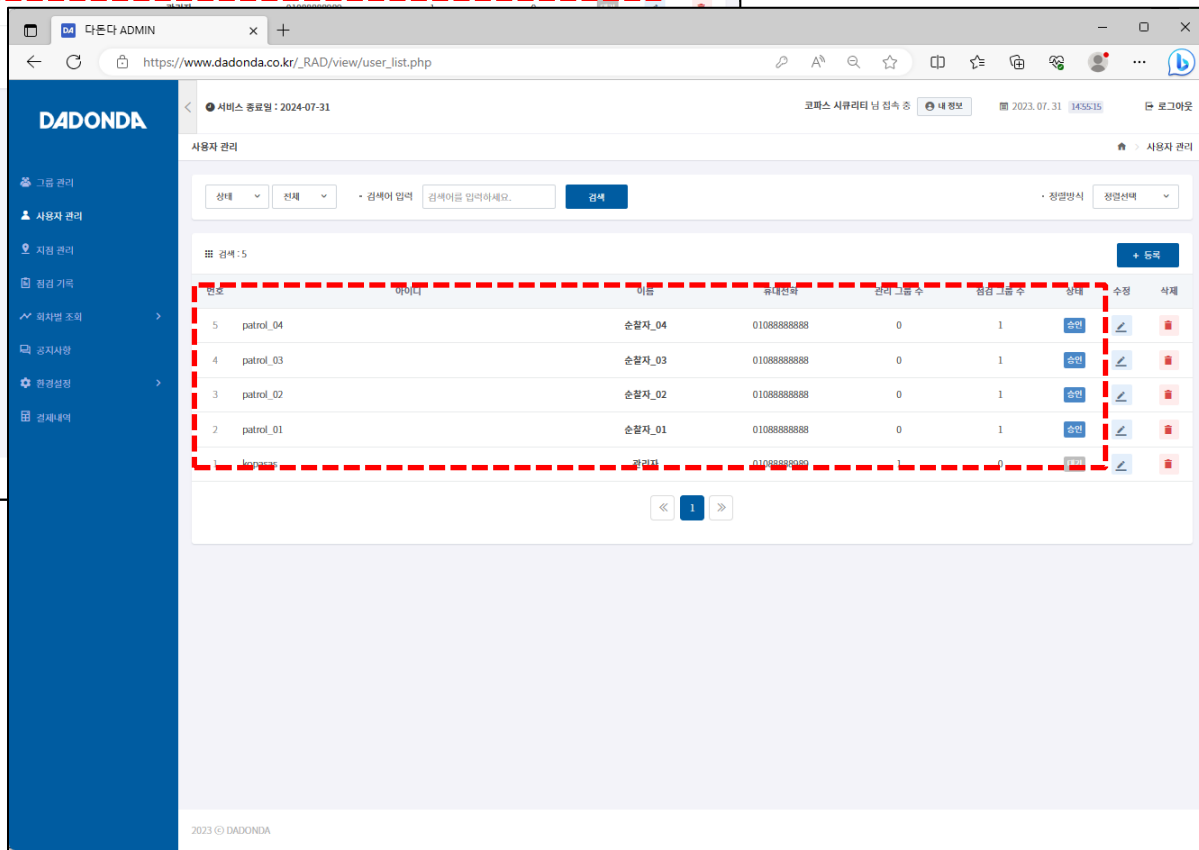 관리자 01088888989 1 0
다돈다 ADMIN
https://www.dadonda.co.kr/_RAD/view/user_list.php
DADONDA
서비스 종료일 : 2024-07-31
코파스 시큐리티 님 접속 중 내 정보 2023. 07. 31 14:55:15 로그아웃
사용자 관리
사용자 관리
그룹 관리
사용자 관리
지점 관리
점검 기록
회차별 조회
공지사항
환경설정
결제내역
상태 전체 · 검색어 입력 검색어를 입력하세요. 검색 · 정렬방식 정렬선택
검색 : 5
+ 등록
번호 아이디 이름 휴대전화 관리 그룹 수 점검 그룹 수 상태 수정 삭제
5 patrol_04 순찰자_04 01088888888 0 1 승인
4 patrol_03 순찰자_03 01088888888 0 1 승인
3 patrol_02 순찰자_02 01088888888 0 1 승인
2 patrol_01 순찰자_01 01088888888 0 1 승인
1 kopasas 관리자 01088888989 1 0
1
2023 ⓒ DADONDA